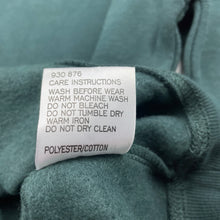 930 876
CARE INSTRUCTIONS
WASH BEFORE WEAR
WARM MACHINE WASH
DO NOT BLEACH
DO NOT TUMBLE DRY
WARM IRON
DO NOT DRY CLEAN
POLYESTER/COTTON